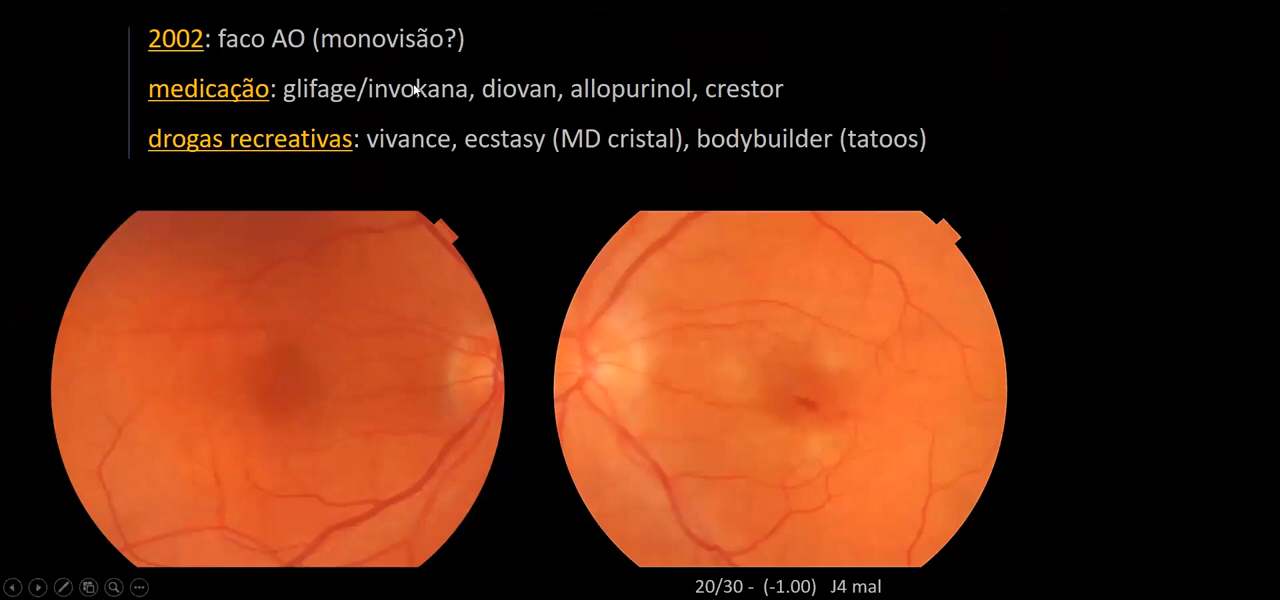 2002: faco AO (monovisão?)
medicação: glifage/invokana, diovan, allopurinol, crestor
drogas recreativas: vivance, ecstasy (MD cristal), bodybuilder (tatoos)
20/30 - (-1.00) J4 mal